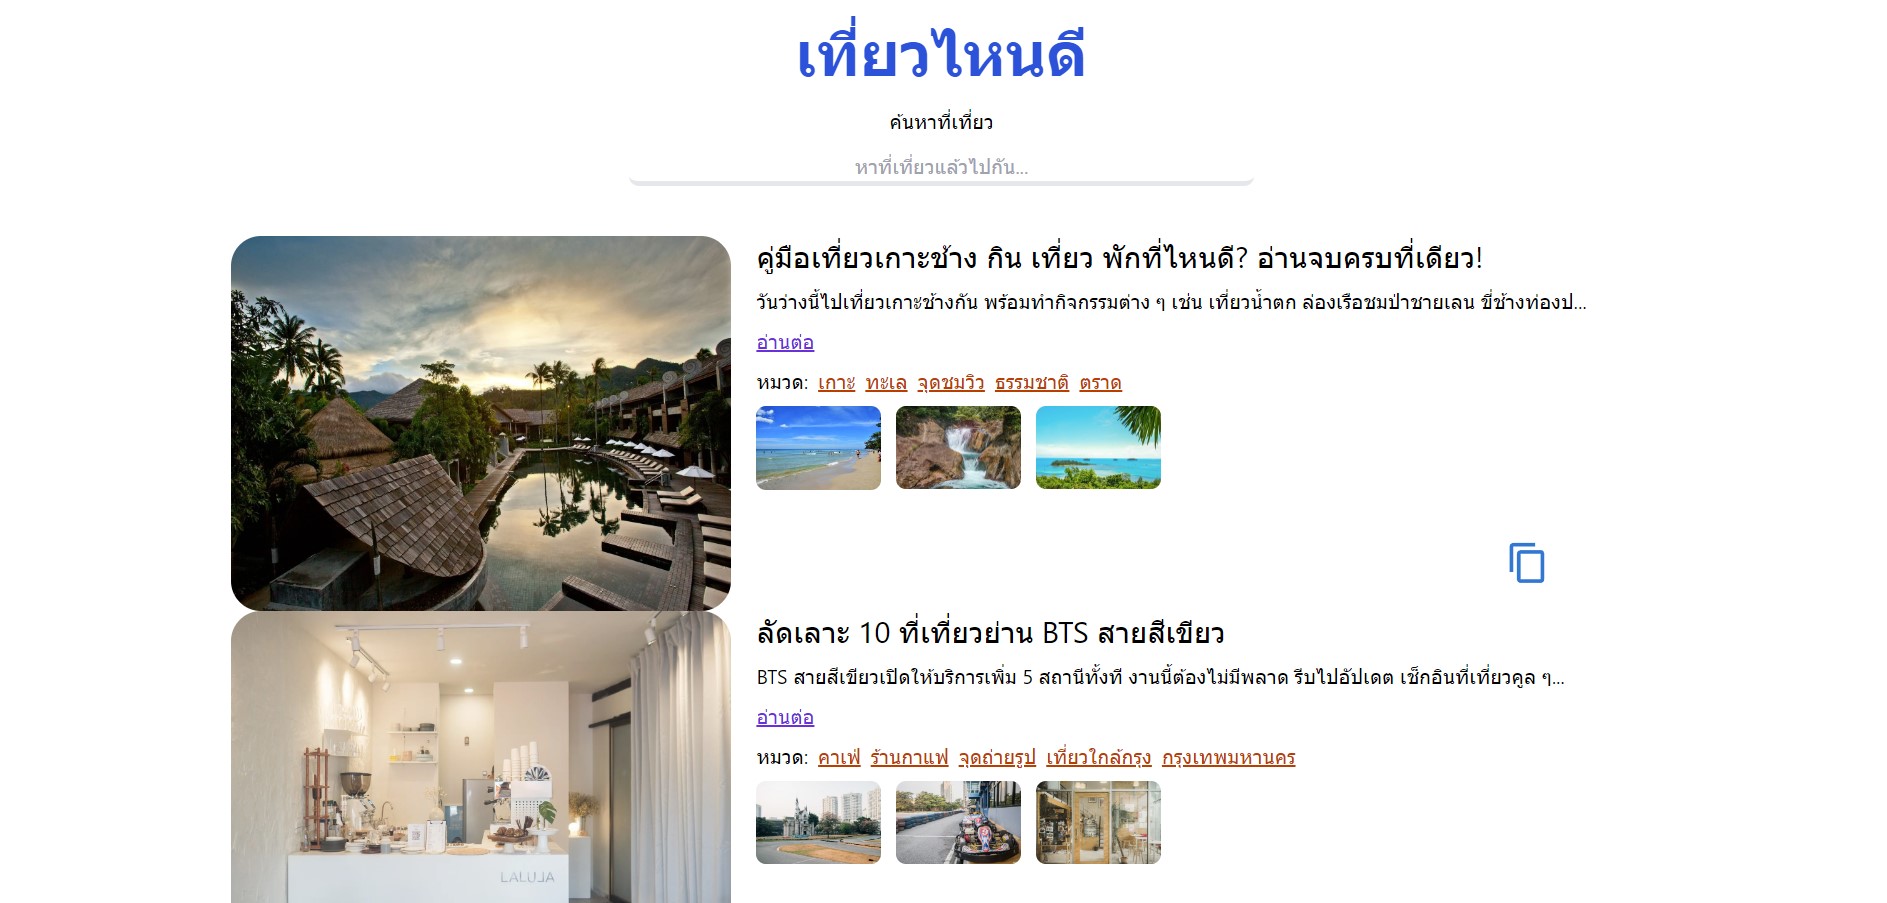 เที่ยวไหนดี
ค้นหาที่เที่ยว
หาที่เที่ยวแล้วไปกัน...
คู่มือเที่ยวเกาะช้าง กิน เที่ยว พักที่ไหนดี? อ่านจบครบที่เดียว!
วันว่างนี้ไปเที่ยวเกาะช้างกัน พร้อมทำกิจกรรมต่าง ๆ เช่น เที่ยวน้ำตก ล่องเรือชมป่าชายเลน ขี่ช้างท่องป...
อ่านต่อ
หมวด: เกาะ ทะเล จุดชมวิว ธรรมชาติ ตราด
ลัดเลาะ 10 ที่เที่ยวย่าน BTS สายสีเขียว
BTS สายสีเขียวเปิดให้บริการเพิ่ม 5 สถานีทั้งที งานนี้ต้องไม่มีพลาด รีบไปอัปเดต เช็กอินที่เที่ยวคูล ๆ...
อ่านต่อ
หมวด: คาเฟ่ ร้านกาแฟ จุดถ่ายรูป เที่ยวใกล้กรุง กรุงเทพมหานคร
LALUJA